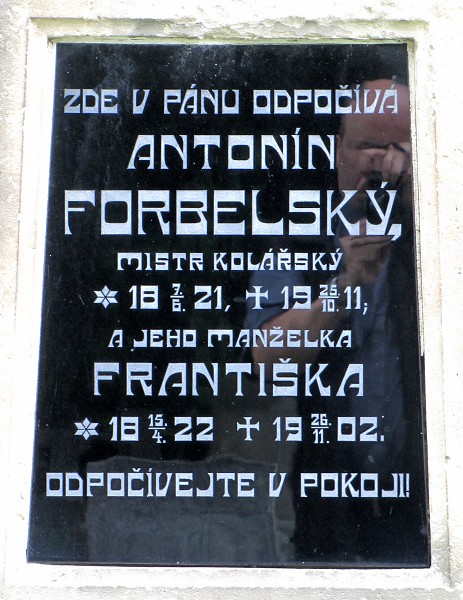 ZDE V PÁNU ODPOČÍVÁ
ANTONÍN
FORBELSKÝ,
MISTR KOLÁŘSKÝ
✡ 18 7/6. 21, ✝ 19 25/10. 11;
A JEHO MANŽELKA
FRANTIŠKA
✡ 18 15/4. 22 ✝ 19 26/11. 02.
ODPOČÍVEJTE V POKOJI!